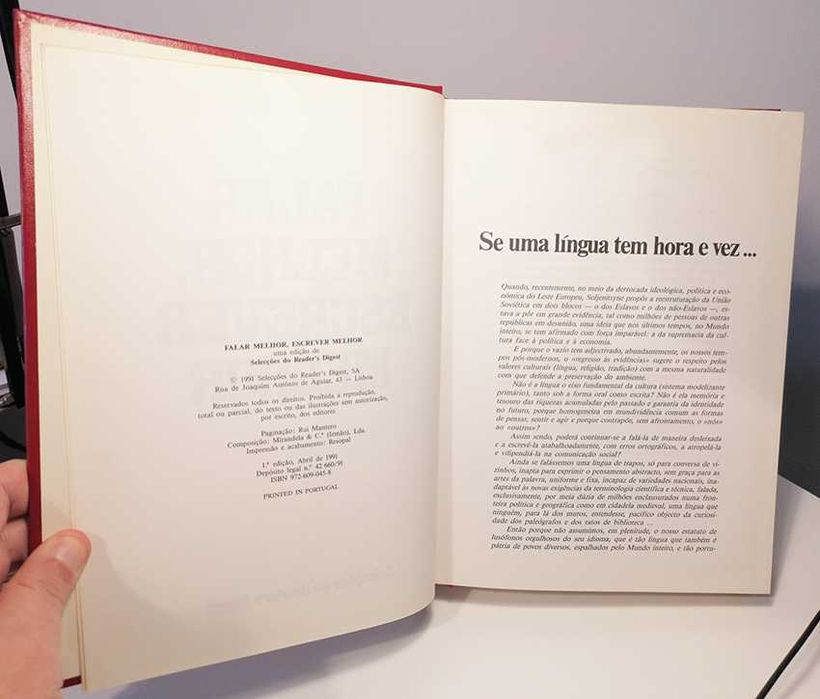 FALAR MELHOR, ESCREVER MELHOR
uma edição de
Selecções do Reader's Digest
© 1991 Selecções do Reader's Digest, SA
Rua de Joaquim António de Aguiar, 43 — Lisboa
Reservados todos os direitos. Proibida a reprodução,
total ou parcial, do texto ou das ilustrações sem autorização,
por escrito, dos editores
Paginação: Rui Mantero
Composição: Mirandela & C.ª (Irmão), Lda.
Impressão e acabamento: Resopal
1.ª edição, Abril de 1991
Depósito legal n.º 42 660/91
ISBN 972-609-045-8
PRINTED IN PORTUGAL
Se uma língua tem hora e vez ...
Quando, recentemente, no meio da derrocada ideológica, política e eco-
nómica do Leste Europeu, Soljenitsyne propôs a reestruturação da União
Soviética em dois blocos — o dos Eslavos e o dos não-Eslavos —, es-
tava a pôr em grande evidência, tal como milhões de pessoas de outras
repúblicas em desunião, uma ideia que nos últimos tempos, no Mundo
inteiro, se tem afirmado com força imparável: a da supremacia da cul-
tura face à política e à economia.
E porque o vazio tem adjectivado, abundantemente, os nossos tem-
pos pós-modernos, o «regresso às evidências» sugere o respeito pelos
valores culturais (língua, religião, tradição) com a mesma naturalidade
com que defende a preservação do ambiente.
Não é a língua o eixo fundamental da cultura (sistema modelizante
primário), tanto sob a forma oral como escrita? Não é ela memória e
tesouro das riquezas acumuladas pelo passado e garantia da identidade
no futuro, porque homogeneiza em mundividência comum as formas
de pensar, sentir e agir e porque contrapõe, sem afrontamento, o «nós»
ao «outros»?
Assim sendo, poderá continuar-se a falá-la de maneira desleixada
e a escrevê-la atabalhoadamente, com erros ortográficos, a atropelá-la
e vilipendiá-la na comunicação social?
Ainda se falássemos uma língua de trapos, só para conversa de vi-
zinhos, inapta para exprimir o pensamento abstracto, sem graça para as
artes da palavra, uniforme e fixa, incapaz de variedades nacionais, ina-
daptável às novas exigências da terminologia científica e técnica, falada,
exclusivamente, por meia dúzia de milhões enclausurados numa fron-
teira política e geográfica como em cidadela medieval, uma língua que
ninguém, para lá dos muros, entendesse, pacífico objecto da curiosi-
dade dos paleógrafos e dos ratos de biblioteca ...
Então porque não assumimos, em plenitude, o nosso estatuto de
lusófonos orgulhosos do seu idioma, que é tão língua que também é
pátria de povos diversos, espalhados pelo Mundo inteiro, e tão portu-